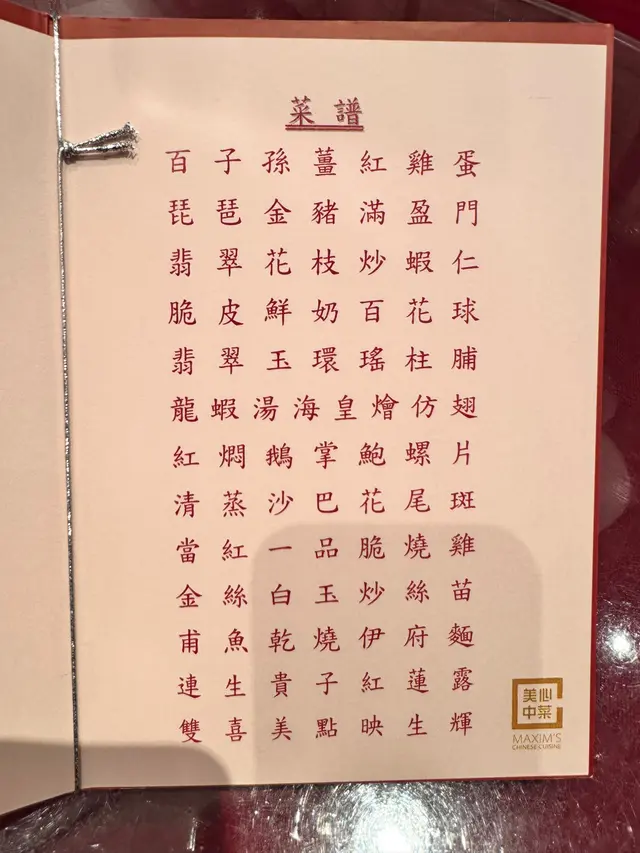 菜譜
百子孫薑紅雞蛋
琵琶金豬滿盈門
翡翠花枝炒蝦仁
脆皮鮮奶百花球
翡翠玉環瑤柱脯
龍蝦湯海皇燴仿翅
紅燜鵝掌鮑螺片
清蒸沙巴花尾斑
當紅一品脆燒雞
金絲白玉炒絲苗
甫魚乾燒伊府麵
連生貴子紅蓮露
雙喜美點映生輝
美心
中菜
MAXIM'S
CHINESE CUISINE